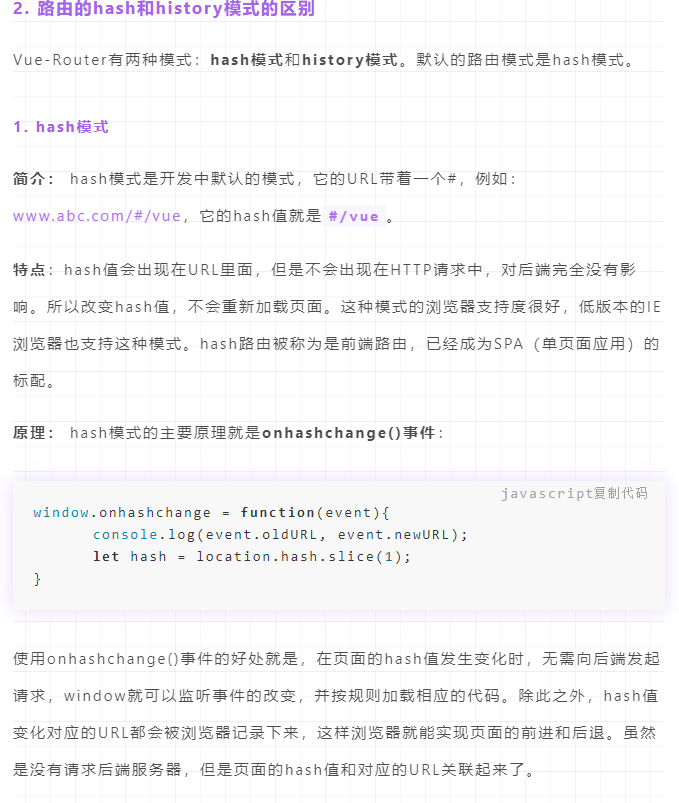 2. 路由的hash和history模式的区别
Vue-Router有两种模式：hash模式和history模式。默认的路由模式是hash模式。
1. hash模式
简介： hash模式是开发中默认的模式，它的URL带着一个#，例如：
www.abc.com/#/vue，它的hash值就是 #/vue 。
特点：hash值会出现在URL里面，但是不会出现在HTTP请求中，对后端完全没有影
响。所以改变hash值，不会重新加载页面。这种模式的浏览器支持度很好，低版本的IE
浏览器也支持这种模式。hash路由被称为是前端路由，已经成为SPA（单页面应用）的
标配。
原理： hash模式的主要原理就是onhashchange()事件：
javascript复制代码
window.onhashchange = function(event){
console.log(event.oldURL, event.newURL);
let hash = location.hash.slice(1);
}
使用onhashchange()事件的好处就是，在页面的hash值发生变化时，无需向后端发起
请求，window就可以监听事件的改变，并按规则加载相应的代码。除此之外，hash值
变化对应的URL都会被浏览器记录下来，这样浏览器就能实现页面的前进和后退。虽然
是没有请求后端服务器，但是页面的hash值和对应的URL关联起来了。